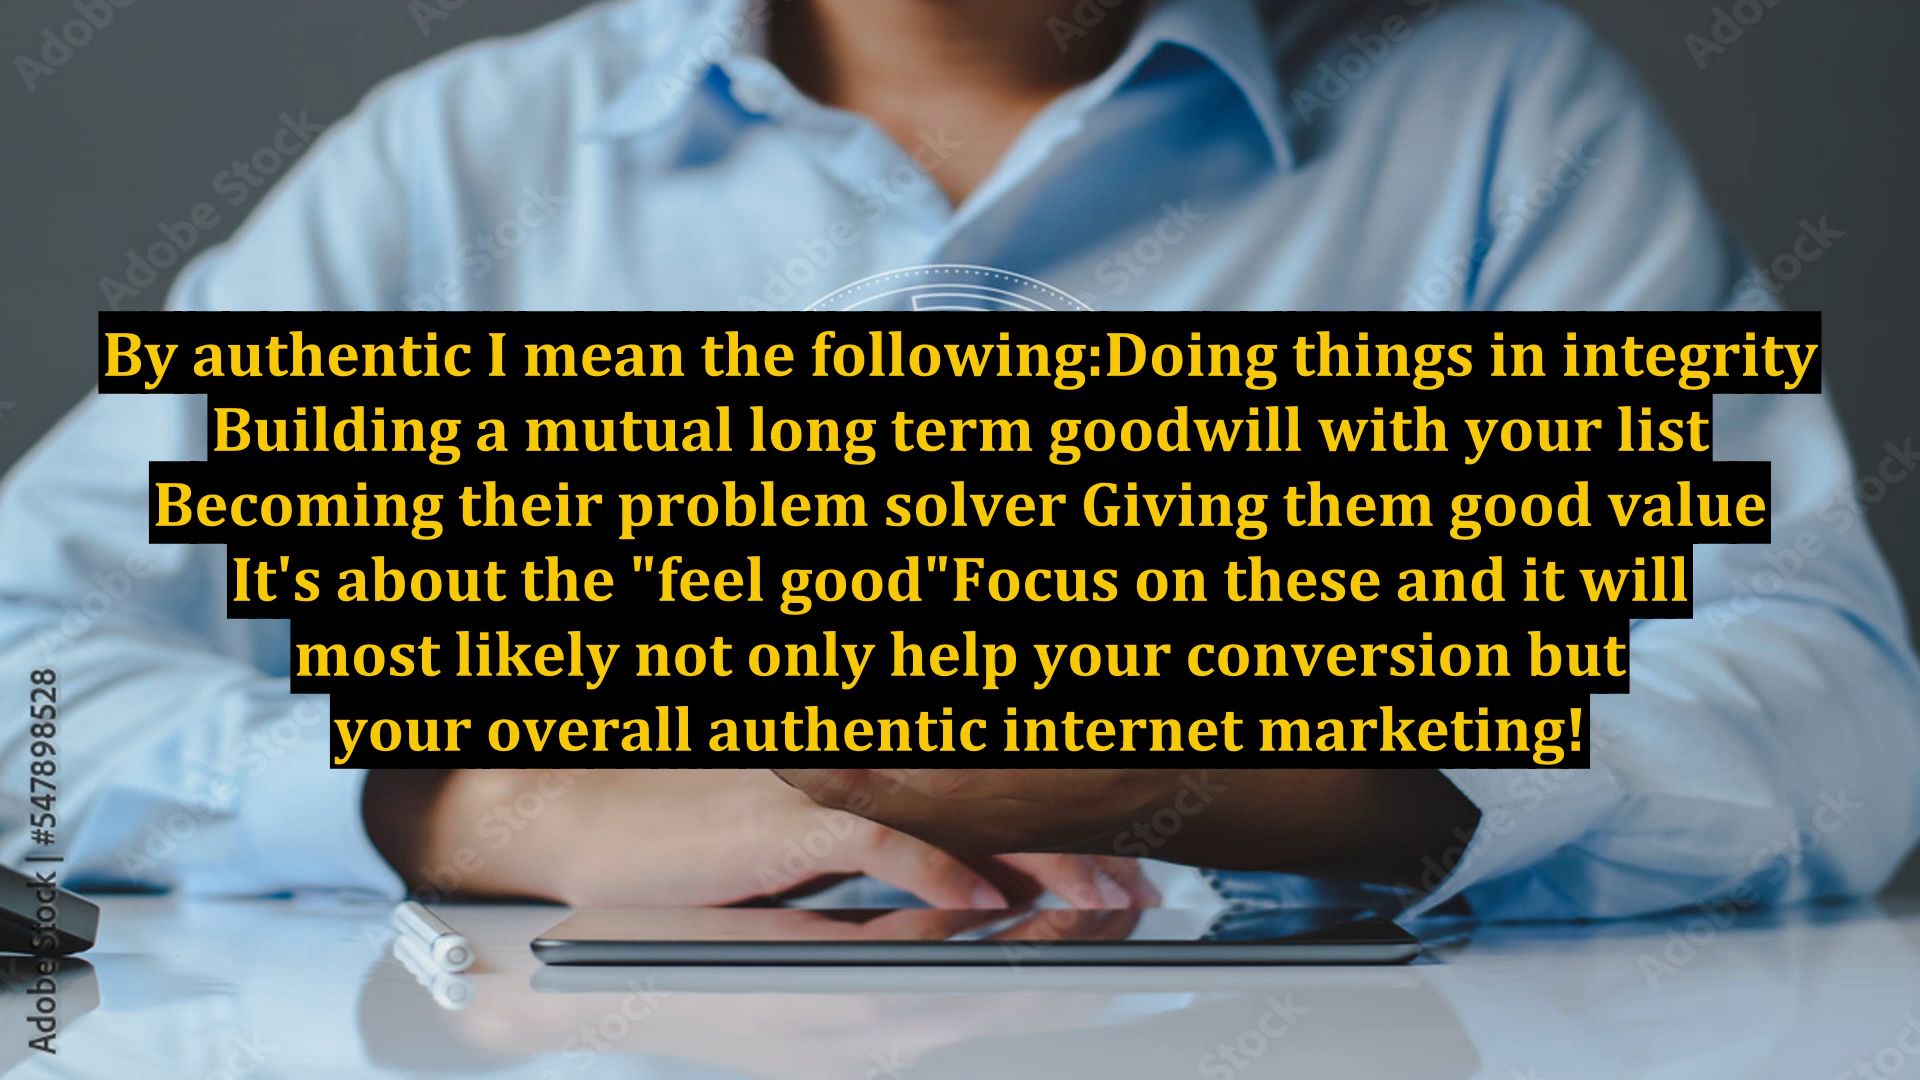 By authentic I mean the following:Doing things in integrity
Building a mutual long term goodwill with your list
Becoming their problem solver Giving them good value
It's about the "feel good"Focus on these and it will
most likely not only help your conversion but
your overall authentic internet marketing!
Adobe Stock | #547898528
Adobe Stock